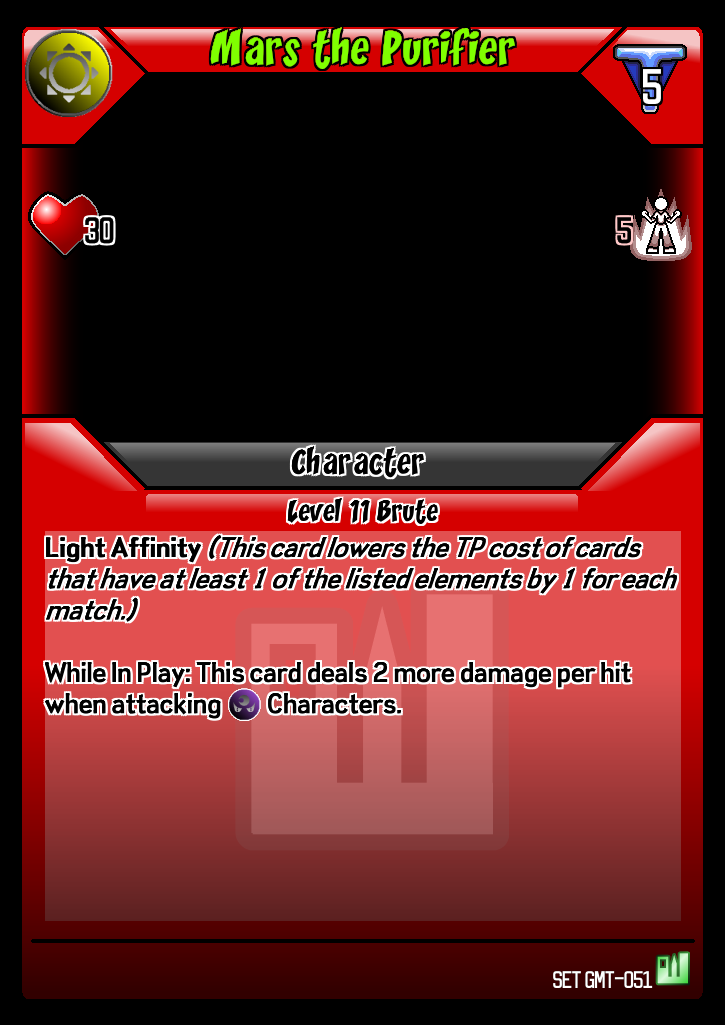 Mars the Purifier
5
30
5
Character
Level 11 Brute
Light Affinity (This card lowers the TP cost of cards
that have at least 1 of the listed elements by 1 for each
match.)
While In Play: This card deals 2 more damage per hit
when attacking Characters.
SET GMT-051